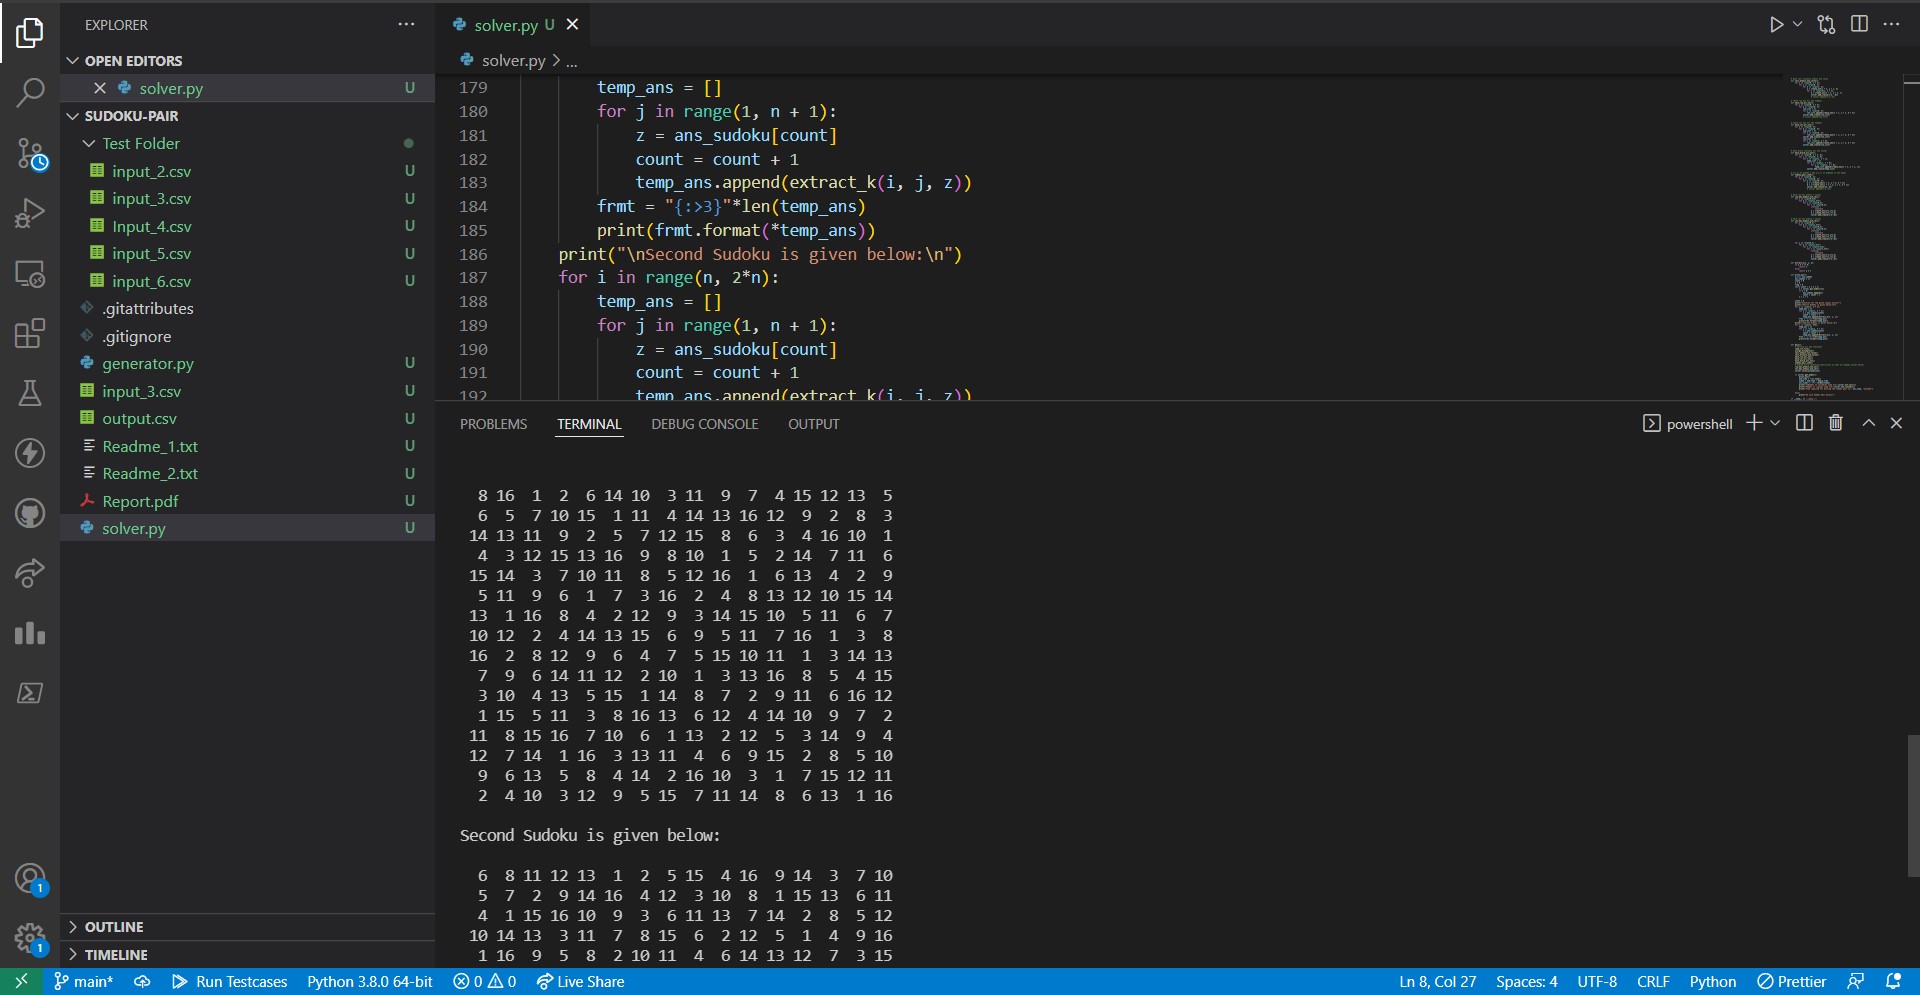 EXPLORER
OPEN EDITORS
solver.py U
SUDOKU-PAIR
Test Folder
input_2.csv U
input_3.csv U
Input_4.csv U
input_5.csv U
input_6.csv U
.gitattributes
.gitignore
generator.py U
input_3.csv U
output.csv U
Readme_1.txt U
Readme_2.txt U
Report.pdf U
solver.py U
OUTLINE
TIMELINE
1
1
solver.py U
solver.py > ...
179 temp_ans = []
180 for j in range(1, n + 1):
181 z = ans_sudoku[count]
182 count = count + 1
183 temp_ans.append(extract_k(i, j, z))
184 frmt = "{:>3}"*len(temp_ans)
185 print(frmt.format(*temp_ans))
186 print("\nSecond Sudoku is given below:\n")
187 for i in range(n, 2*n):
188 temp_ans = []
189 for j in range(1, n + 1):
190 z = ans_sudoku[count]
191 count = count + 1
192 temp_ans.append(extract_k(i, j, z))
PROBLEMS TERMINAL DEBUG CONSOLE OUTPUT
powershell
8 16 1 2 6 14 10 3 11 9 7 4 15 12 13 5
6 5 7 10 15 1 11 4 14 13 16 12 9 2 8 3
14 13 11 9 2 5 7 12 15 8 6 3 4 16 10 1
4 3 12 15 13 16 9 8 10 1 5 2 14 7 11 6
15 14 3 7 10 11 8 5 12 16 1 6 13 4 2 9
5 11 9 6 1 7 3 16 2 4 8 13 12 10 15 14
13 1 16 8 4 2 12 9 3 14 15 10 5 11 6 7
10 12 2 4 14 13 15 6 9 5 11 7 16 1 3 8
16 2 8 12 9 6 4 7 5 15 10 11 1 3 14 13
7 9 6 14 11 12 2 10 1 3 13 16 8 5 4 15
3 10 4 13 5 15 1 14 8 7 2 9 11 6 16 12
1 15 5 11 3 8 16 13 6 12 4 14 10 9 7 2
11 8 15 16 7 10 6 1 13 2 12 5 3 14 9 4
12 7 14 1 16 3 13 11 4 6 9 15 2 8 5 10
9 6 13 5 8 4 14 2 16 10 3 1 7 15 12 11
2 4 10 3 12 9 5 15 7 11 14 8 6 13 1 16
Second Sudoku is given below:
6 8 11 12 13 1 2 5 15 4 16 9 14 3 7 10
5 7 2 9 14 16 4 12 3 10 8 1 15 13 6 11
4 1 15 16 10 9 3 6 11 13 7 14 2 8 5 12
10 14 13 3 11 7 8 15 6 2 12 5 1 4 9 16
1 16 9 5 8 2 10 11 4 6 14 13 12 7 3 15
main* Run Testcases Python 3.8.0 64-bit 0 0 Live Share Ln 8, Col 27 Spaces: 4 UTF-8 CRLF Python Prettier